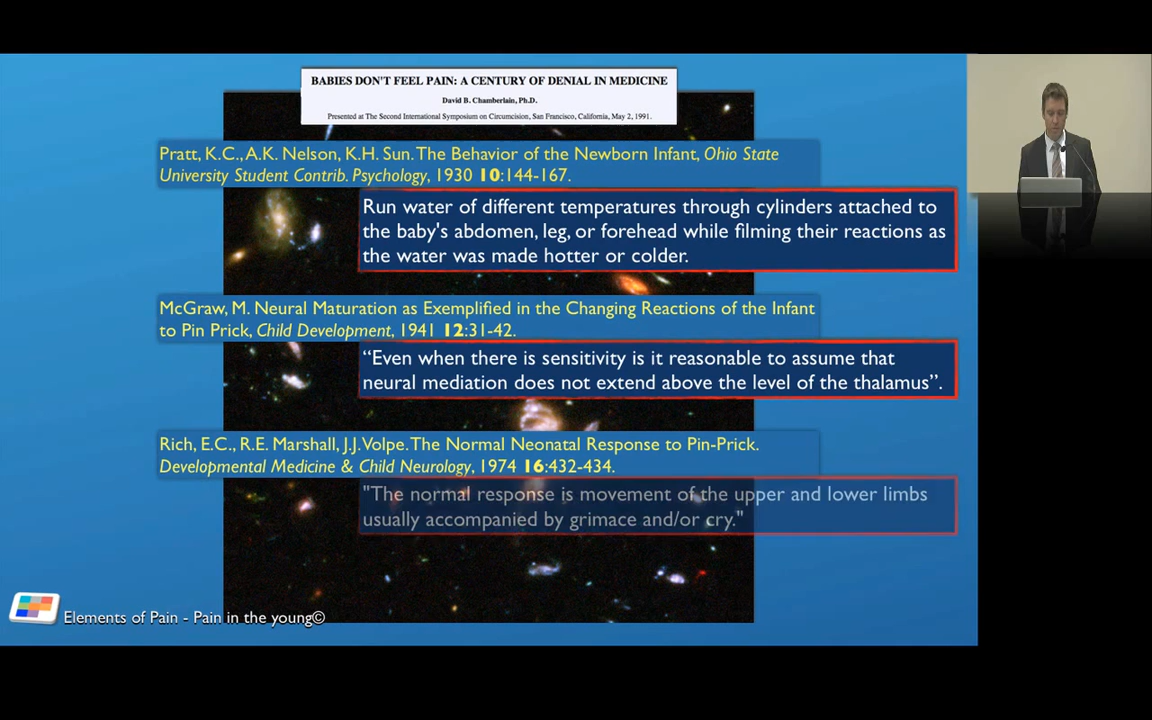 BABIES DON'T FEEL PAIN: A CENTURY OF DENIAL IN MEDICINE
David B. Chamberlain, Ph.D.
Presented at The Second International Symposium on Circumcision, San Francisco, California, May 2, 1991.
Pratt, K.C., A.K. Nelson, K.H. Sun. The Behavior of the Newborn Infant, Ohio State
University Student Contrib. Psychology, 1930 10:144-167.
Run water of different temperatures through cylinders attached to
the baby's abdomen, leg, or forehead while filming their reactions as
the water was made hotter or colder.
McGraw, M. Neural Maturation as Exemplified in the Changing Reactions of the Infant
to Pin Prick, Child Development, 1941 12:31-42.
“Even when there is sensitivity is it reasonable to assume that
neural mediation does not extend above the level of the thalamus”.
Rich, E.C., R.E. Marshall, J.J. Volpe. The Normal Neonatal Response to Pin-Prick.
Developmental Medicine & Child Neurology, 1974 16:432-434.
"The normal response is movement of the upper and lower limbs
usually accompanied by grimace and/or cry."
Elements of Pain - Pain in the young©